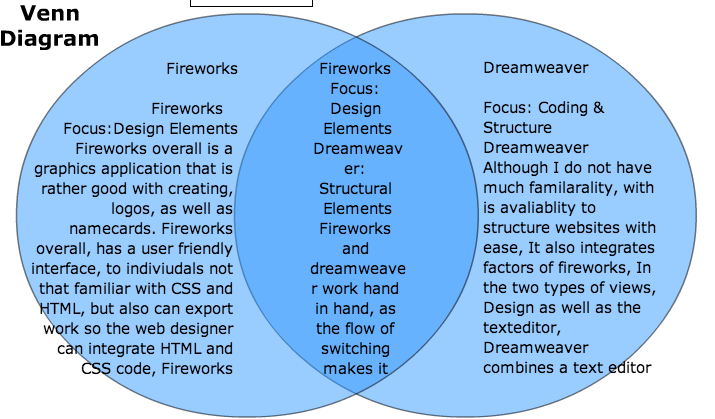 Venn
Diagram
Fireworks
Fireworks
Focus:Design Elements
Fireworks overall is a
graphics application that is
rather good with creating,
logos, as well as
namecards. Fireworks
overall, has a user friendly
interface, to indiviudals not
that familiar with CSS and
HTML, but also can export
work so the web designer
can integrate HTML and
CSS code, Fireworks
Fireworks
Focus:
Design
Elements
Dreamweav
er:
Structural
Elements
Fireworks
and
dreamweave
r work hand
in hand, as
the flow of
switching
makes it
Dreamweaver
Focus: Coding &
Structure
Dreamweaver
Although I do not have
much familarality, with
is avaliablity to
structure websites with
ease, It also integrates
factors of fireworks, In
the two types of views,
Design as well as the
texteditor,
Dreamweaver
combines a text editor